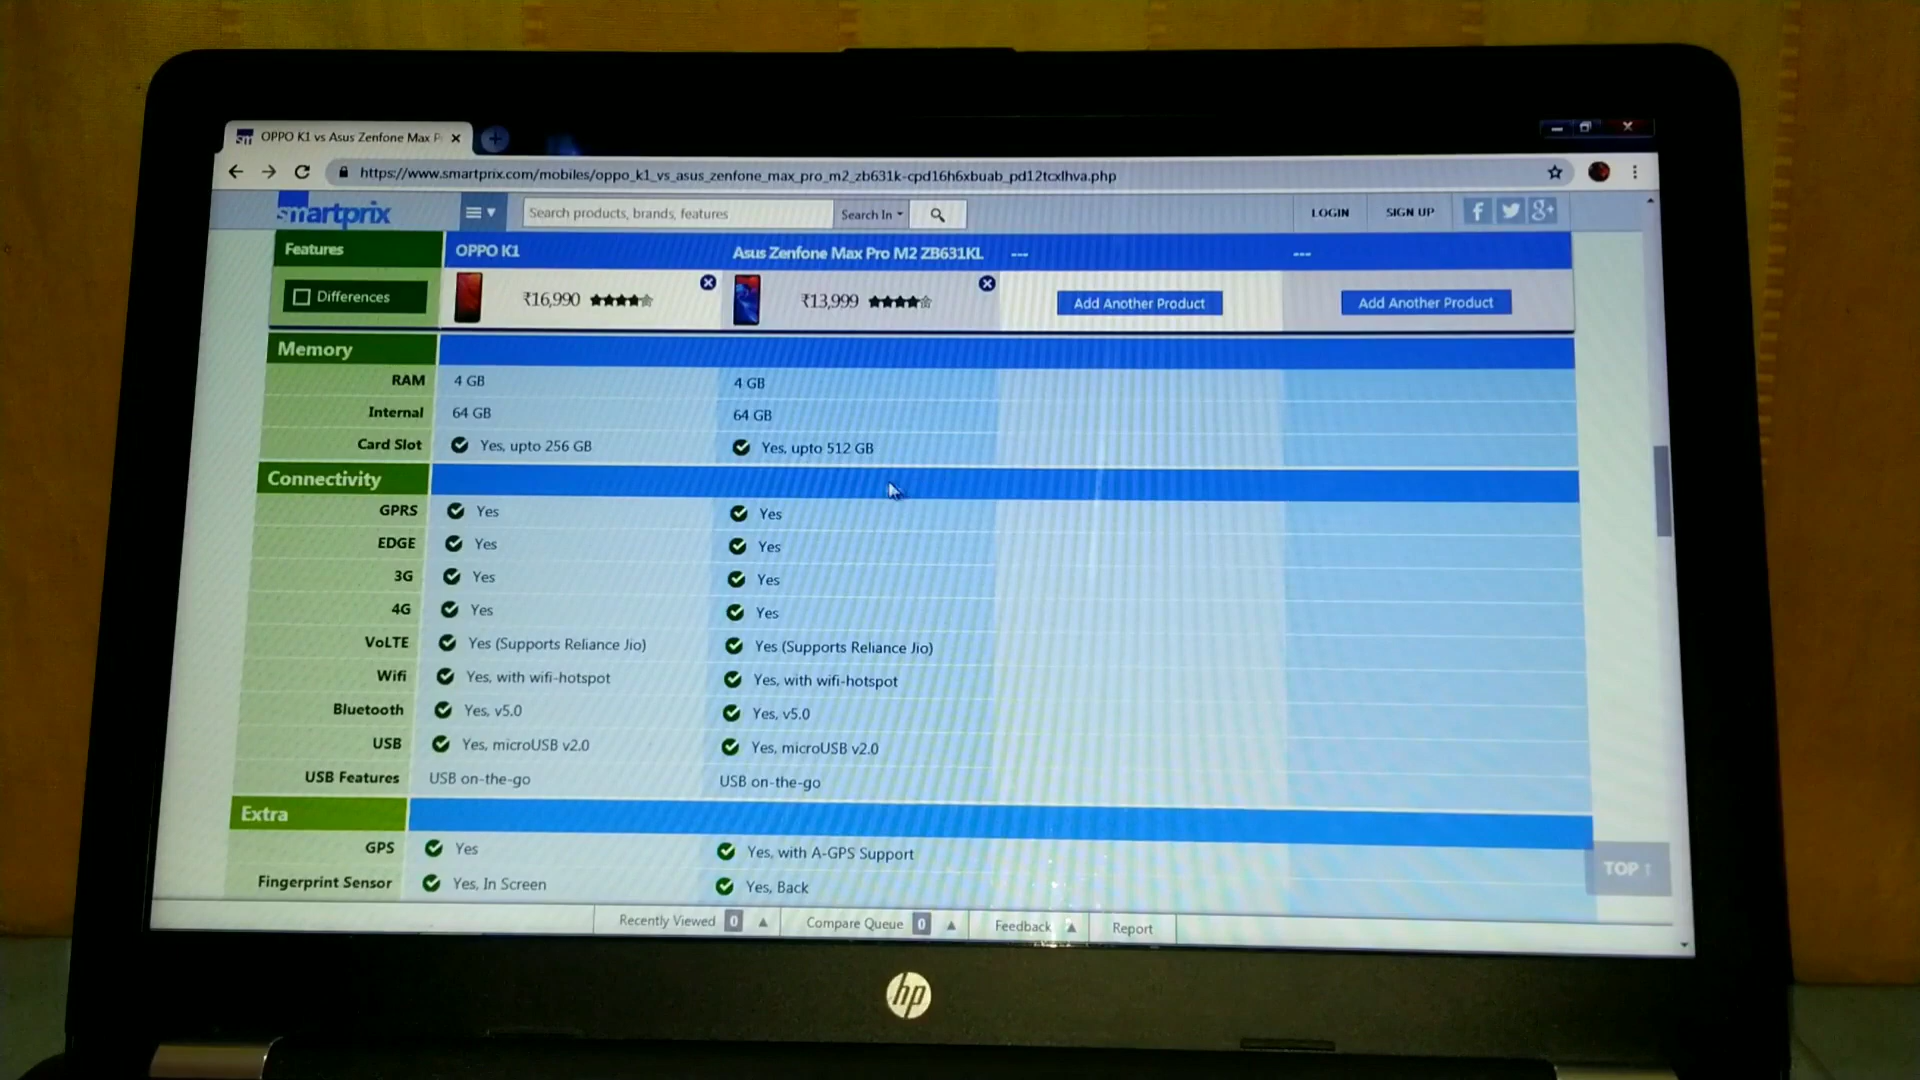 OPPO K1 vs Asus Zenfone Max P
https://www.smartprix.com/mobiles/oppo_k1_vs_asus_zenfone_max_pro_m2_zb631k-cpd16h6xbuab_pd12tcxlhva.php
smartprix Search products, brands, features Search In LOGIN SIGN UP f g+
Features OPPO K1 Asus Zenfone Max Pro M2 ZB631KL --- ---
Differences ₹16,990 ₹13,999 Add Another Product Add Another Product
Memory
RAM 4 GB 4 GB
Internal 64 GB 64 GB
Card Slot Yes, upto 256 GB Yes, upto 512 GB
Connectivity
GPRS Yes Yes
EDGE Yes Yes
3G Yes Yes
4G Yes Yes
VoLTE Yes (Supports Reliance Jio) Yes (Supports Reliance Jio)
Wifi Yes, with wifi-hotspot Yes, with wifi-hotspot
Bluetooth Yes, v5.0 Yes, v5.0
USB Yes, microUSB v2.0 Yes, microUSB v2.0
USB Features USB on-the-go USB on-the-go
Extra
GPS Yes Yes, with A-GPS Support
TOP ↑
Fingerprint Sensor Yes, In Screen Yes, Back
Recently Viewed 0 Compare Queue 0 Feedback Report
hp